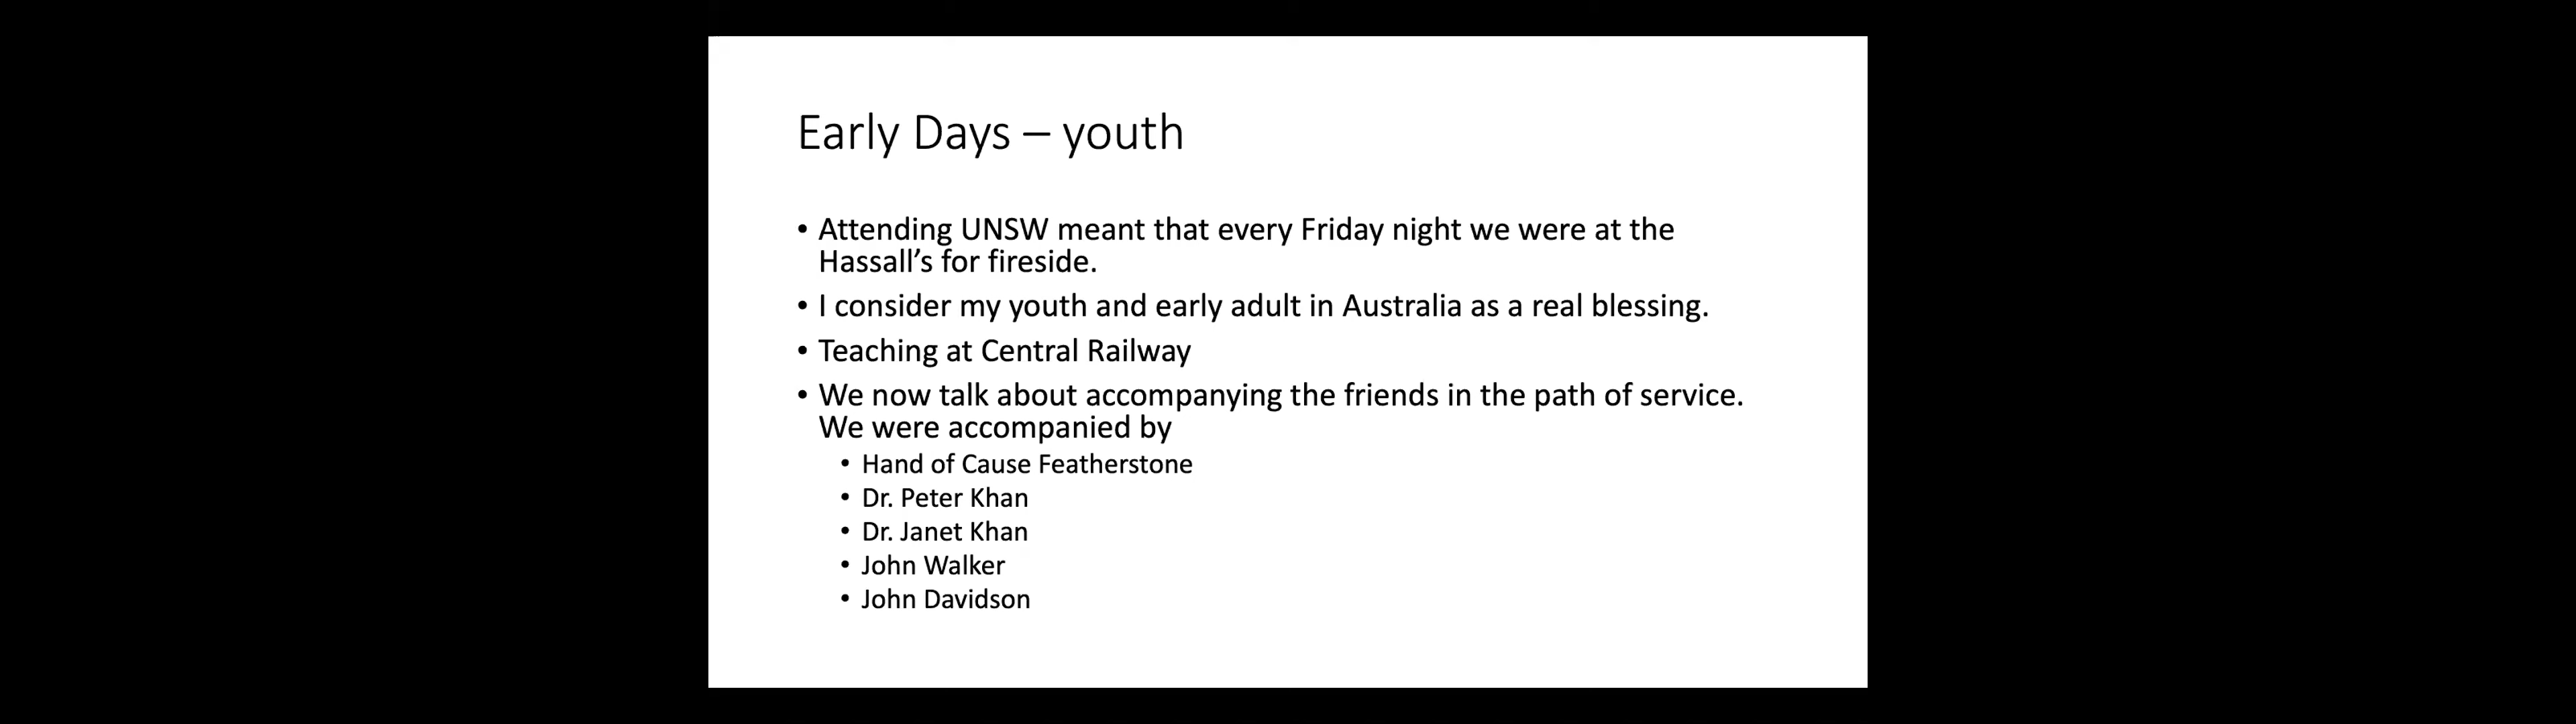 Early Days – youth
• Attending UNSW meant that every Friday night we were at the
Hassall’s for fireside.
• I consider my youth and early adult in Australia as a real blessing.
• Teaching at Central Railway
• We now talk about accompanying the friends in the path of service.
We were accompanied by
• Hand of Cause Featherstone
• Dr. Peter Khan
• Dr. Janet Khan
• John Walker
• John Davidson